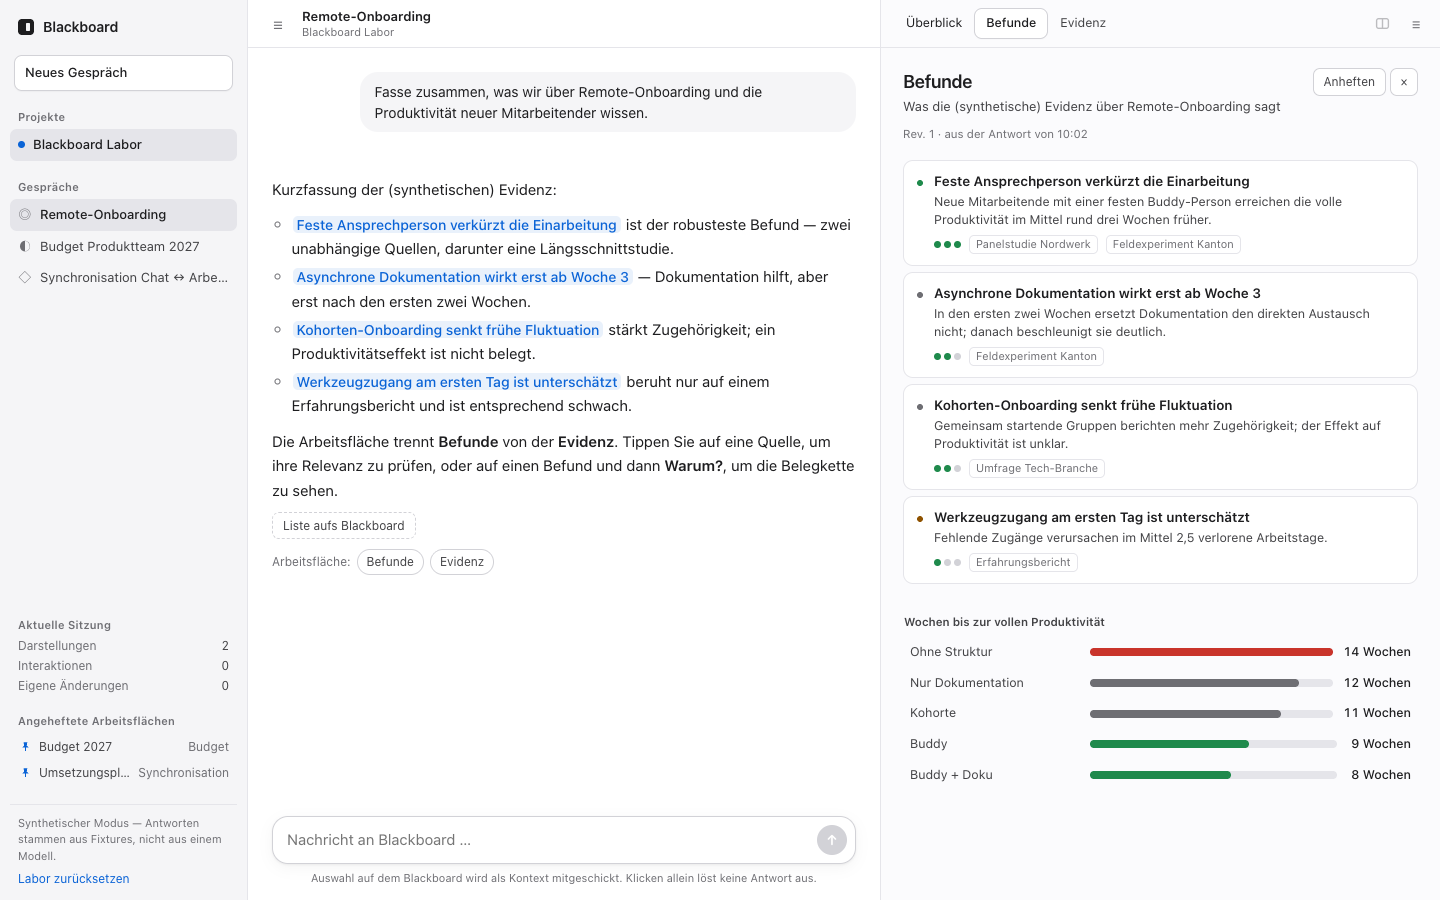 Blackboard
Neues Gespräch
Projekte
Blackboard Labor
Gespräche
Remote-Onboarding
Budget Produktteam 2027
Synchronisation Chat ↔ Arbe...
Aktuelle Sitzung
Darstellungen 2
Interaktionen 0
Eigene Änderungen 0
Angeheftete Arbeitsflächen
Budget 2027 Budget
Umsetzungspl... Synchronisation
Synthetischer Modus — Antworten
stammen aus Fixtures, nicht aus einem
Modell.
Labor zurücksetzen
Remote-Onboarding
Blackboard Labor
Fasse zusammen, was wir über Remote-Onboarding und die
Produktivität neuer Mitarbeitender wissen.
Kurzfassung der (synthetischen) Evidenz:
Feste Ansprechperson verkürzt die Einarbeitung ist der robusteste Befund — zwei
unabhängige Quellen, darunter eine Längsschnittstudie.
Asynchrone Dokumentation wirkt erst ab Woche 3 — Dokumentation hilft, aber
erst nach den ersten zwei Wochen.
Kohorten-Onboarding senkt frühe Fluktuation stärkt Zugehörigkeit; ein
Produktivitätseffekt ist nicht belegt.
Werkzeugzugang am ersten Tag ist unterschätzt beruht nur auf einem
Erfahrungsbericht und ist entsprechend schwach.
Die Arbeitsfläche trennt Befunde von der Evidenz. Tippen Sie auf eine Quelle, um
ihre Relevanz zu prüfen, oder auf einen Befund und dann Warum?, um die Belegkette
zu sehen.
Liste aufs Blackboard
Arbeitsfläche: Befunde Evidenz
Nachricht an Blackboard ...
Auswahl auf dem Blackboard wird als Kontext mitgeschickt. Klicken allein löst keine Antwort aus.
Überblick Befunde Evidenz
Befunde
Anheften ×
Was die (synthetische) Evidenz über Remote-Onboarding sagt
Rev. 1 · aus der Antwort von 10:02
Feste Ansprechperson verkürzt die Einarbeitung
Neue Mitarbeitende mit einer festen Buddy-Person erreichen die volle
Produktivität im Mittel rund drei Wochen früher.
Panelstudie Nordwerk Feldexperiment Kanton
Asynchrone Dokumentation wirkt erst ab Woche 3
In den ersten zwei Wochen ersetzt Dokumentation den direkten Austausch
nicht; danach beschleunigt sie deutlich.
Feldexperiment Kanton
Kohorten-Onboarding senkt frühe Fluktuation
Gemeinsam startende Gruppen berichten mehr Zugehörigkeit; der Effekt auf
Produktivität ist unklar.
Umfrage Tech-Branche
Werkzeugzugang am ersten Tag ist unterschätzt
Fehlende Zugänge verursachen im Mittel 2,5 verlorene Arbeitstage.
Erfahrungsbericht
Wochen bis zur vollen Produktivität
Ohne Struktur 14 Wochen
Nur Dokumentation 12 Wochen
Kohorte 11 Wochen
Buddy 9 Wochen
Buddy + Doku 8 Wochen